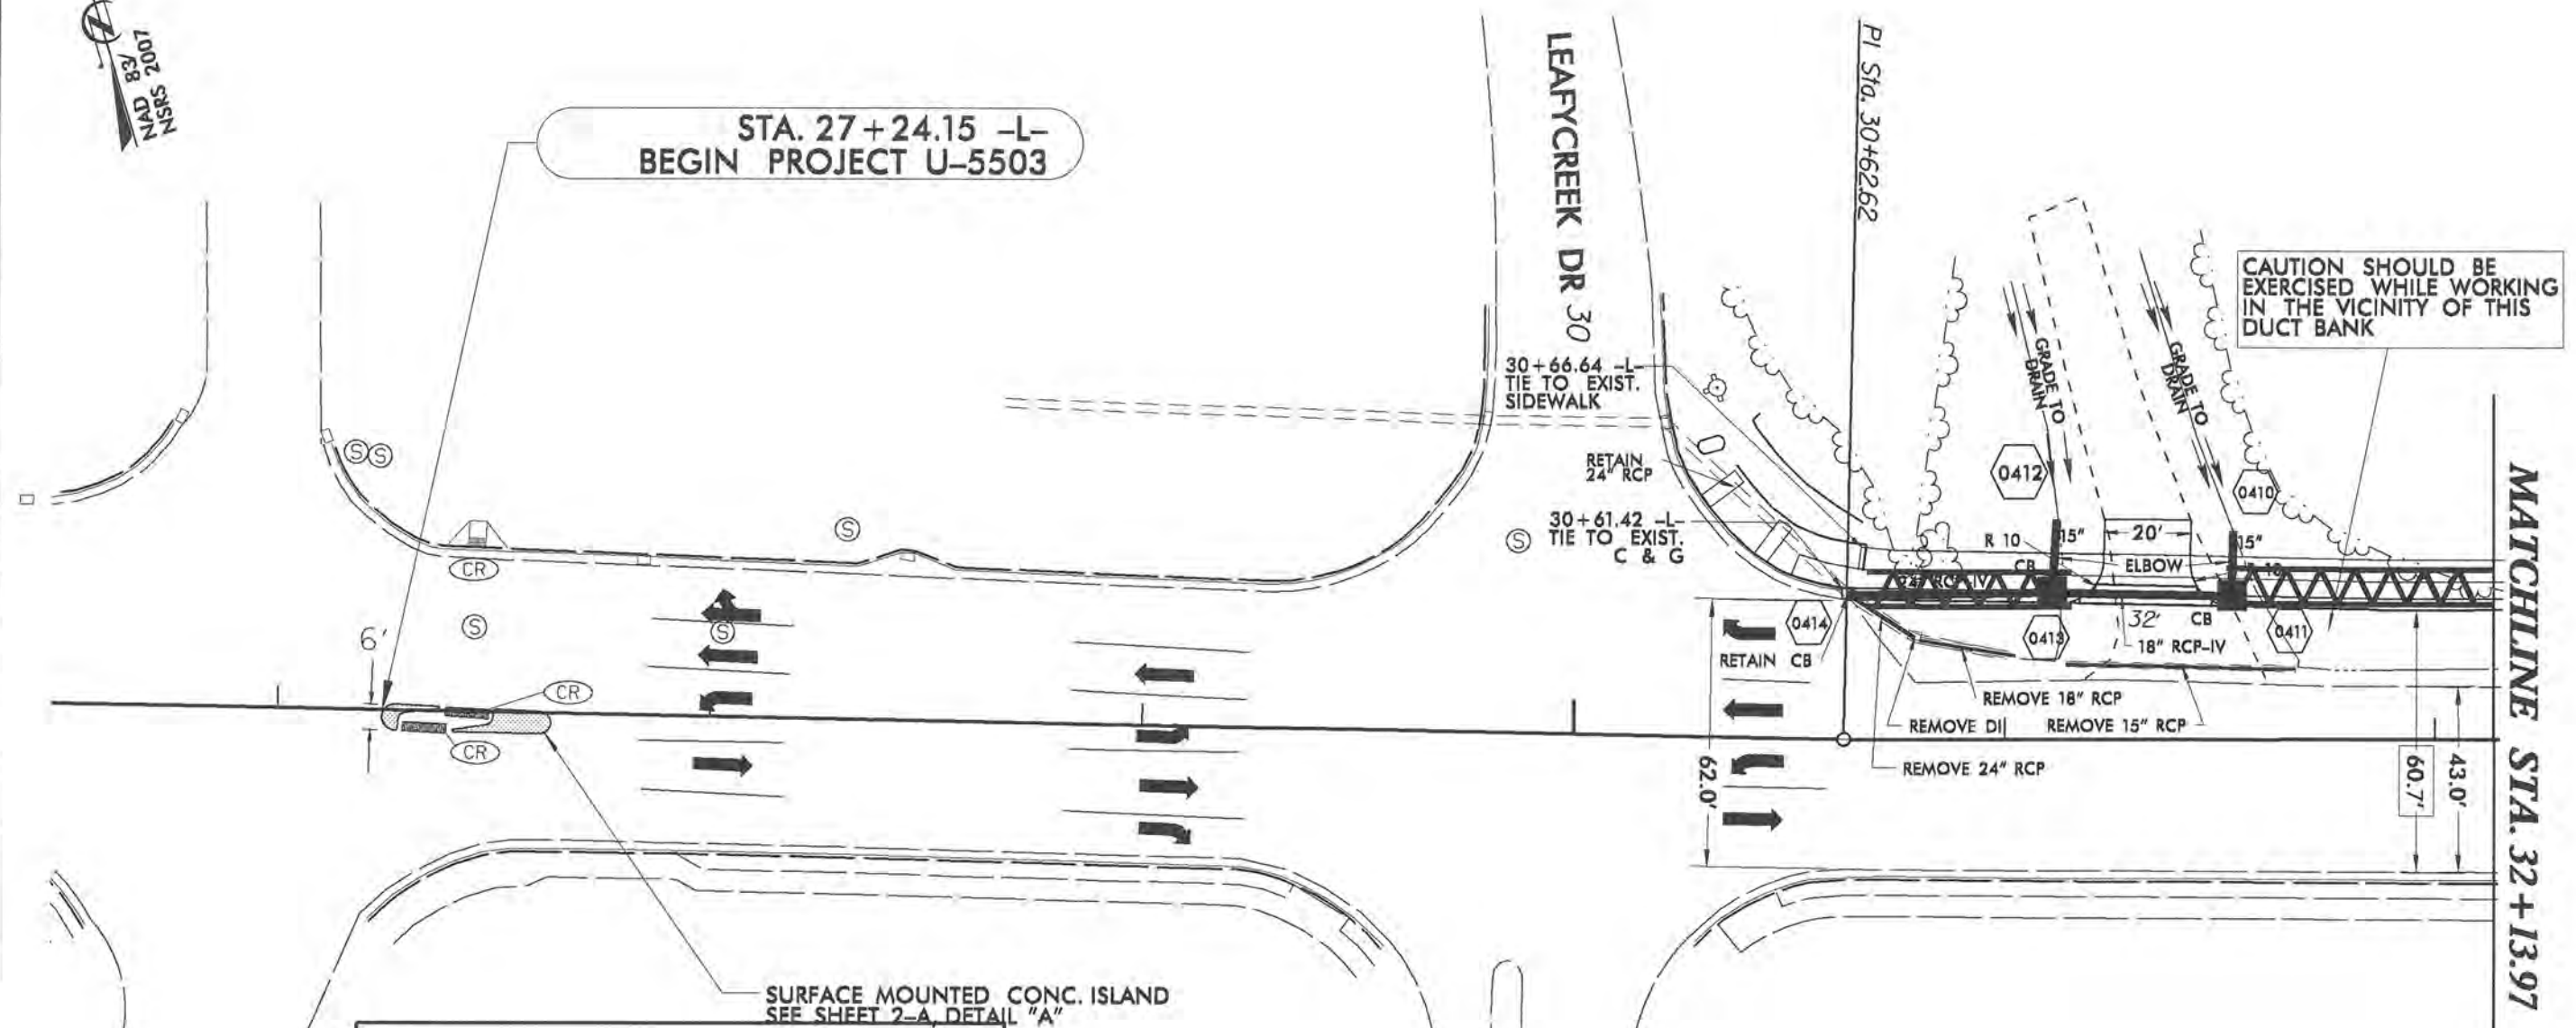 NAD 83/
NSRS 2007
STA. 27+24.15 -L-
BEGIN PROJECT U-5503
LEAFYCREEK DR 30
PI Sta. 30+62.62
CAUTION SHOULD BE
EXERCISED WHILE WORKING
IN THE VICINITY OF THIS
DUCT BANK
GRADE TO
DRAIN
GRADE TO
DRAIN
30+66.64 -L-
TIE TO EXIST.
SIDEWALK
RETAIN
24" RCP
30+61.42 -L-
TIE TO EXIST.
C & G
0412
0410
S
S
S
S
S
S
CR
R 10
15"
20'
15"
CB
ELBOW
24" RCP-IV
0414
0413
32'
CB
0411
18" RCP-IV
RETAIN CB
6'
CR
CR
REMOVE 18" RCP
REMOVE DI
REMOVE 15" RCP
REMOVE 24" RCP
62.0'
60.7'
43.0'
MATCHLINE STA. 32+13.97
SURFACE MOUNTED CONC. ISLAND
SEE SHEET 2-A, DETAIL "A"